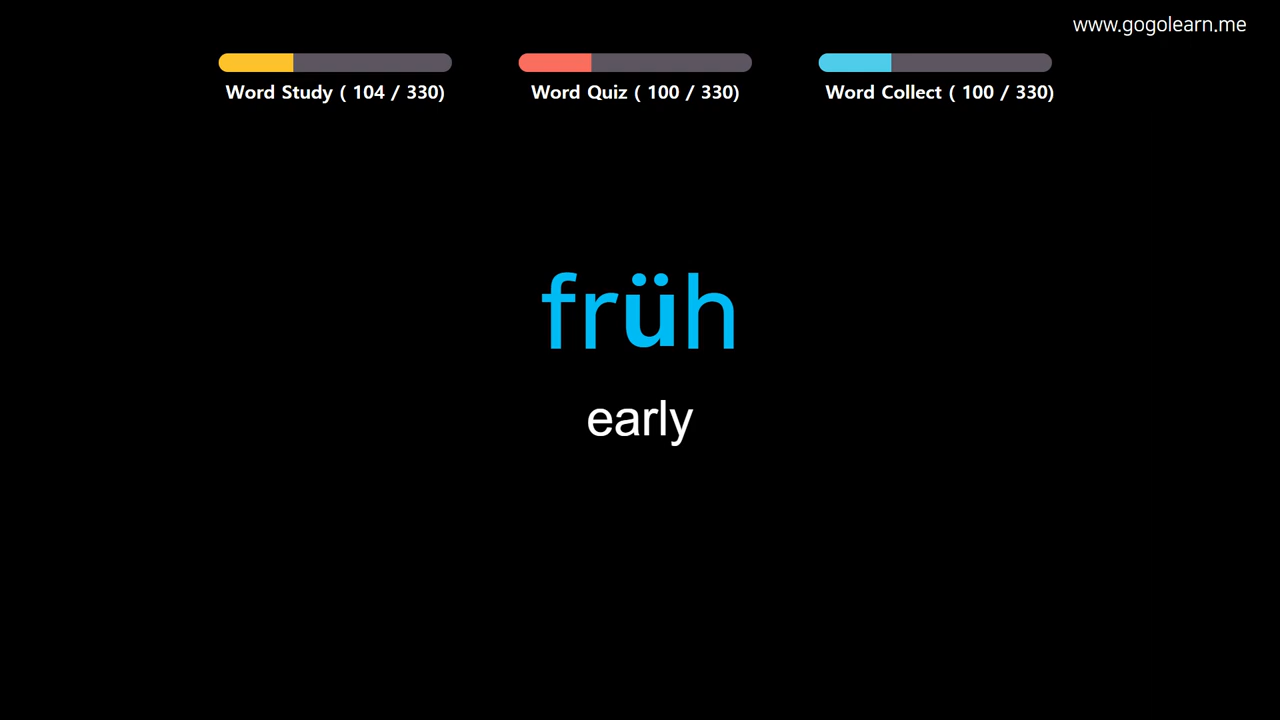 www.gogolearn.me
Word Study ( 104 / 330)
Word Quiz ( 100 / 330)
Word Collect ( 100 / 330)
früh
early